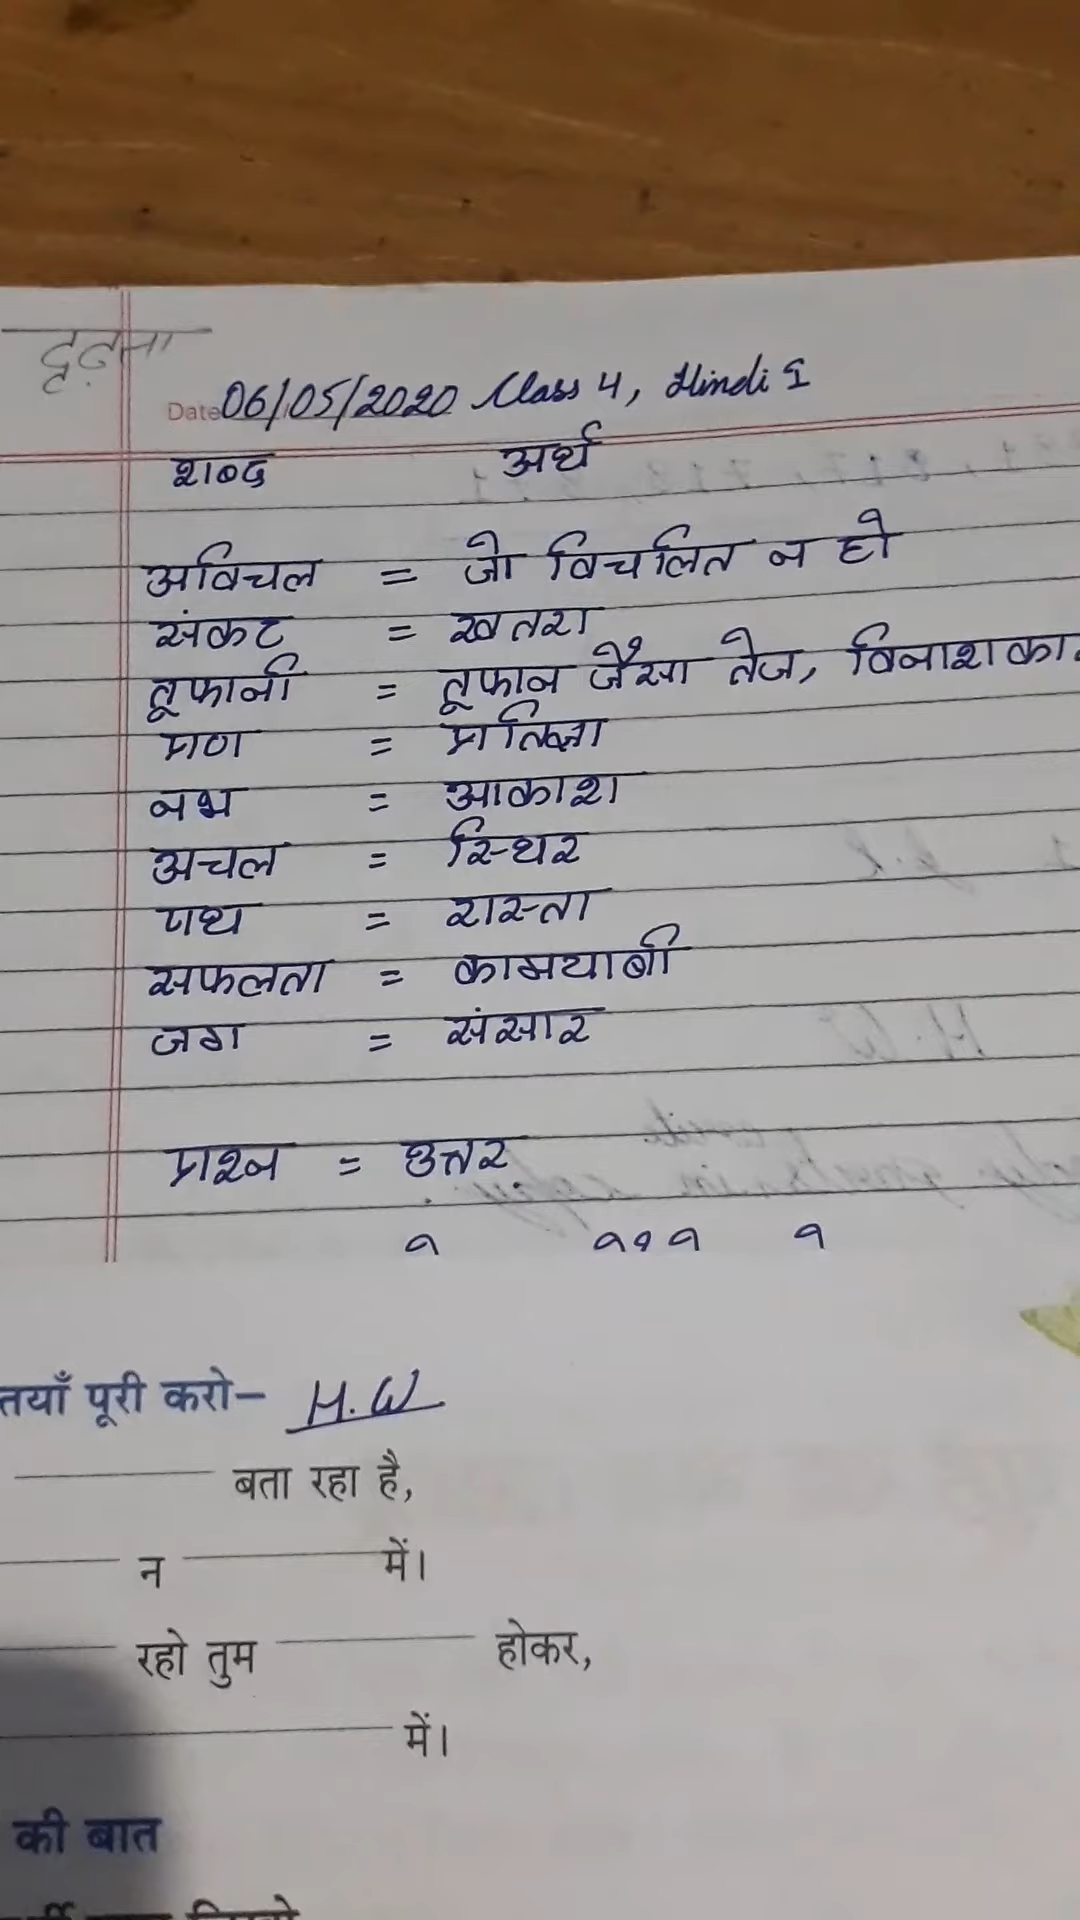 दृढ़ता
Date 06/05/2020 Class 4, Hindi I
शब्द अर्थ
अविचल = जो विचलित न हो
संकट = खतरा
तूफानी = तूफान जैसा तेज, विनाशका
प्रण = प्रतिज्ञा
नभ = आकाश
अचल = स्थिर
पथ = रास्ता
सफलता = कामयाबी
जग = संसार
प्रश्न = उत्तर
तयाँ पूरी करो– H.W
बता रहा है,
न में।
रहो तुम होकर,
में।
की बात